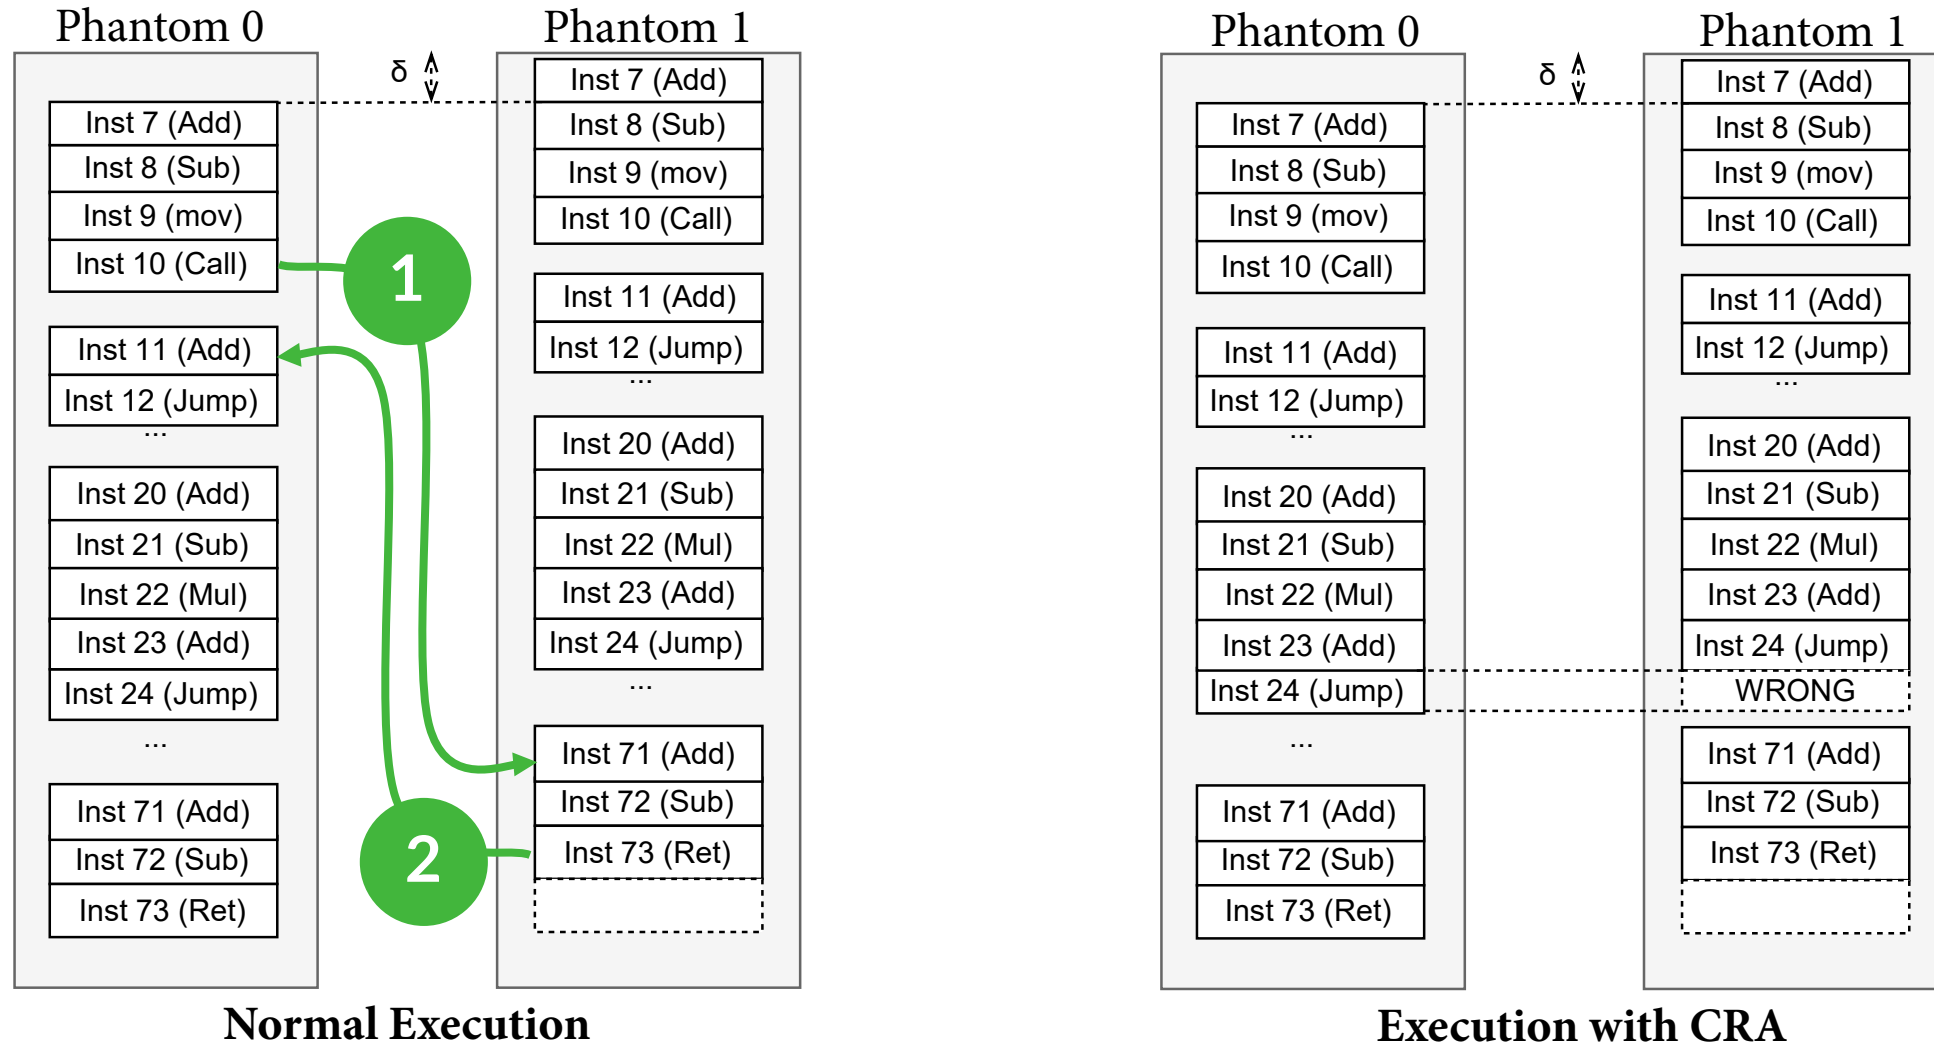 Phantom 0
Inst 7 (Add)
Inst 8 (Sub)
Inst 9 (mov)
Inst 10 (Call)
Inst 11 (Add)
Inst 12 (Jump)
...
Inst 20 (Add)
Inst 21 (Sub)
Inst 22 (Mul)
Inst 23 (Add)
Inst 24 (Jump)
...
Inst 71 (Add)
Inst 72 (Sub)
Inst 73 (Ret)
δ
1
2
Phantom 1
Inst 7 (Add)
Inst 8 (Sub)
Inst 9 (mov)
Inst 10 (Call)
Inst 11 (Add)
Inst 12 (Jump)
...
Inst 20 (Add)
Inst 21 (Sub)
Inst 22 (Mul)
Inst 23 (Add)
Inst 24 (Jump)
...
Inst 71 (Add)
Inst 72 (Sub)
Inst 73 (Ret)
Normal Execution
Phantom 0
Inst 7 (Add)
Inst 8 (Sub)
Inst 9 (mov)
Inst 10 (Call)
Inst 11 (Add)
Inst 12 (Jump)
...
Inst 20 (Add)
Inst 21 (Sub)
Inst 22 (Mul)
Inst 23 (Add)
Inst 24 (Jump)
...
Inst 71 (Add)
Inst 72 (Sub)
Inst 73 (Ret)
δ
Phantom 1
Inst 7 (Add)
Inst 8 (Sub)
Inst 9 (mov)
Inst 10 (Call)
Inst 11 (Add)
Inst 12 (Jump)
...
Inst 20 (Add)
Inst 21 (Sub)
Inst 22 (Mul)
Inst 23 (Add)
Inst 24 (Jump)
WRONG
Inst 71 (Add)
Inst 72 (Sub)
Inst 73 (Ret)
Execution with CRA